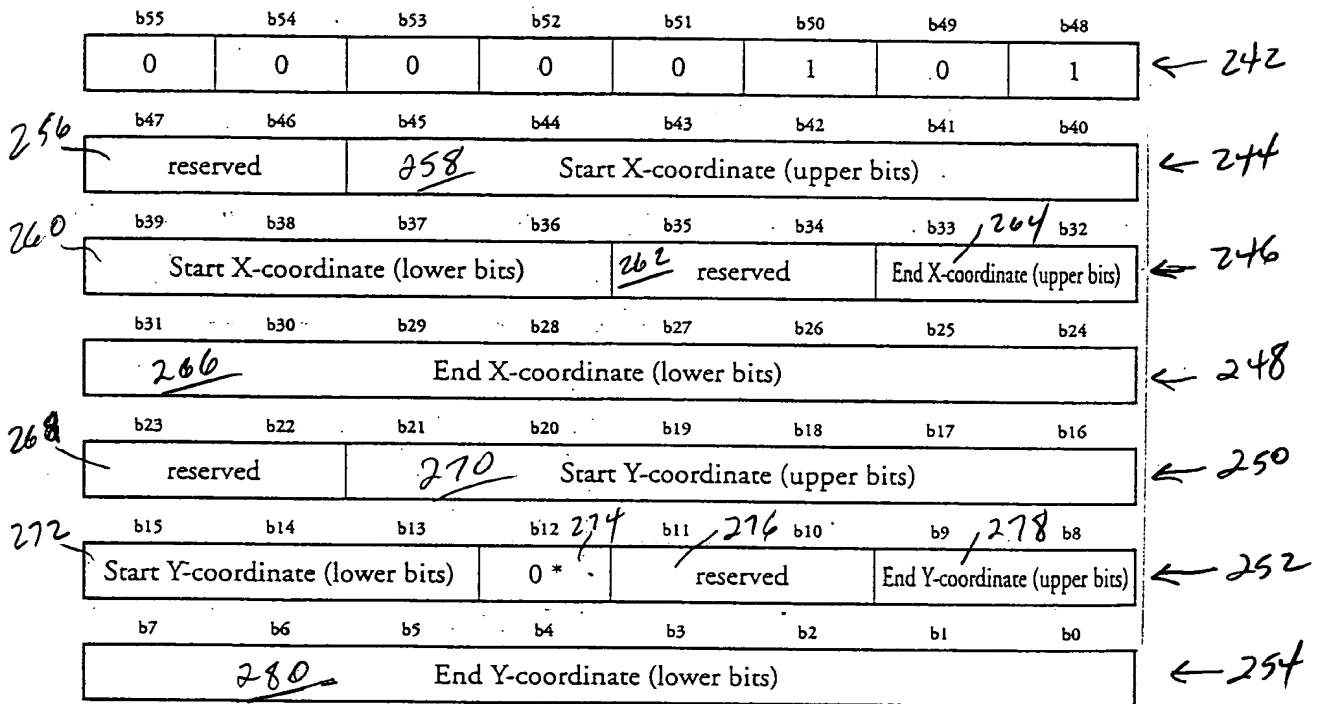 b55 b54 b53 b52 b51 b50 b49 b48
0 0 0 0 0 1 0 1 ← 242
b47 b46 b45 b44 b43 b42 b41 b40
256 reserved 258 Start X-coordinate (upper bits) ← 244
b39 b38 b37 b36 b35 b34 b33 264 b32
260 Start X-coordinate (lower bits) 262 reserved End X-coordinate (upper bits) ← 246
b31 b30 b29 b28 b27 b26 b25 b24
266 End X-coordinate (lower bits) ← 248
b23 b22 b21 b20 b19 b18 b17 b16
268 reserved 270 Start Y-coordinate (upper bits) ← 250
b15 b14 b13 b12 274 b11 276 b10 b9 278 b8
272 Start Y-coordinate (lower bits) 0 * reserved End Y-coordinate (upper bits) ← 252
b7 b6 b5 b4 b3 b2 b1 b0
280 End Y-coordinate (lower bits) ← 254